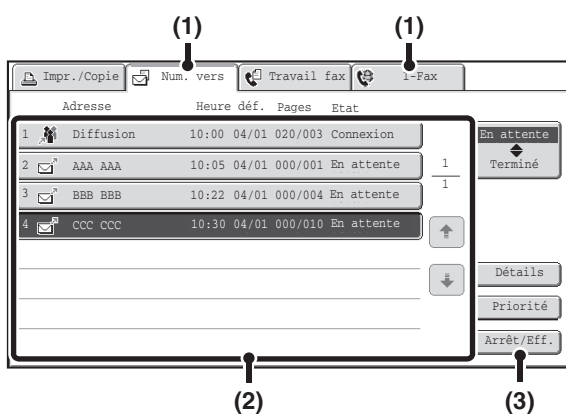 (1) (1)
Impr./Copie Num. vers Travail fax I-Fax
Adresse Heure déf. Pages Etat
1 Diffusion 10:00 04/01 020/003 Connexion
2 AAA AAA 10:05 04/01 000/001 En attente
3 BBB BBB 10:22 04/01 000/004 En attente
4 CCC CCC 10:30 04/01 000/010 En attente
1
1
En attente
Terminé
Détails
Priorité
Arrêt/Eff.
(2) (3)